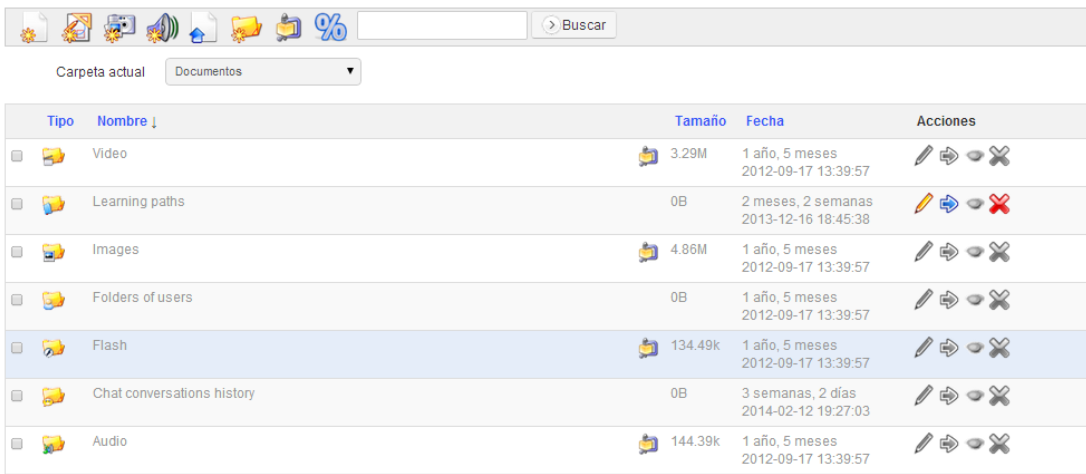 % Buscar
Carpeta actual Documentos
Tipo Nombre ↓ Tamaño Fecha Acciones
Video 3.29M 1 año, 5 meses
2012-09-17 13:39:57
Learning paths 0B 2 meses, 2 semanas
2013-12-16 18:45:38
Images 4.86M 1 año, 5 meses
2012-09-17 13:39:57
Folders of users 0B 1 año, 5 meses
2012-09-17 13:39:57
Flash 134.49k 1 año, 5 meses
2012-09-17 13:39:57
Chat conversations history 0B 3 semanas, 2 días
2014-02-12 19:27:03
Audio 144.39k 1 año, 5 meses
2012-09-17 13:39:57